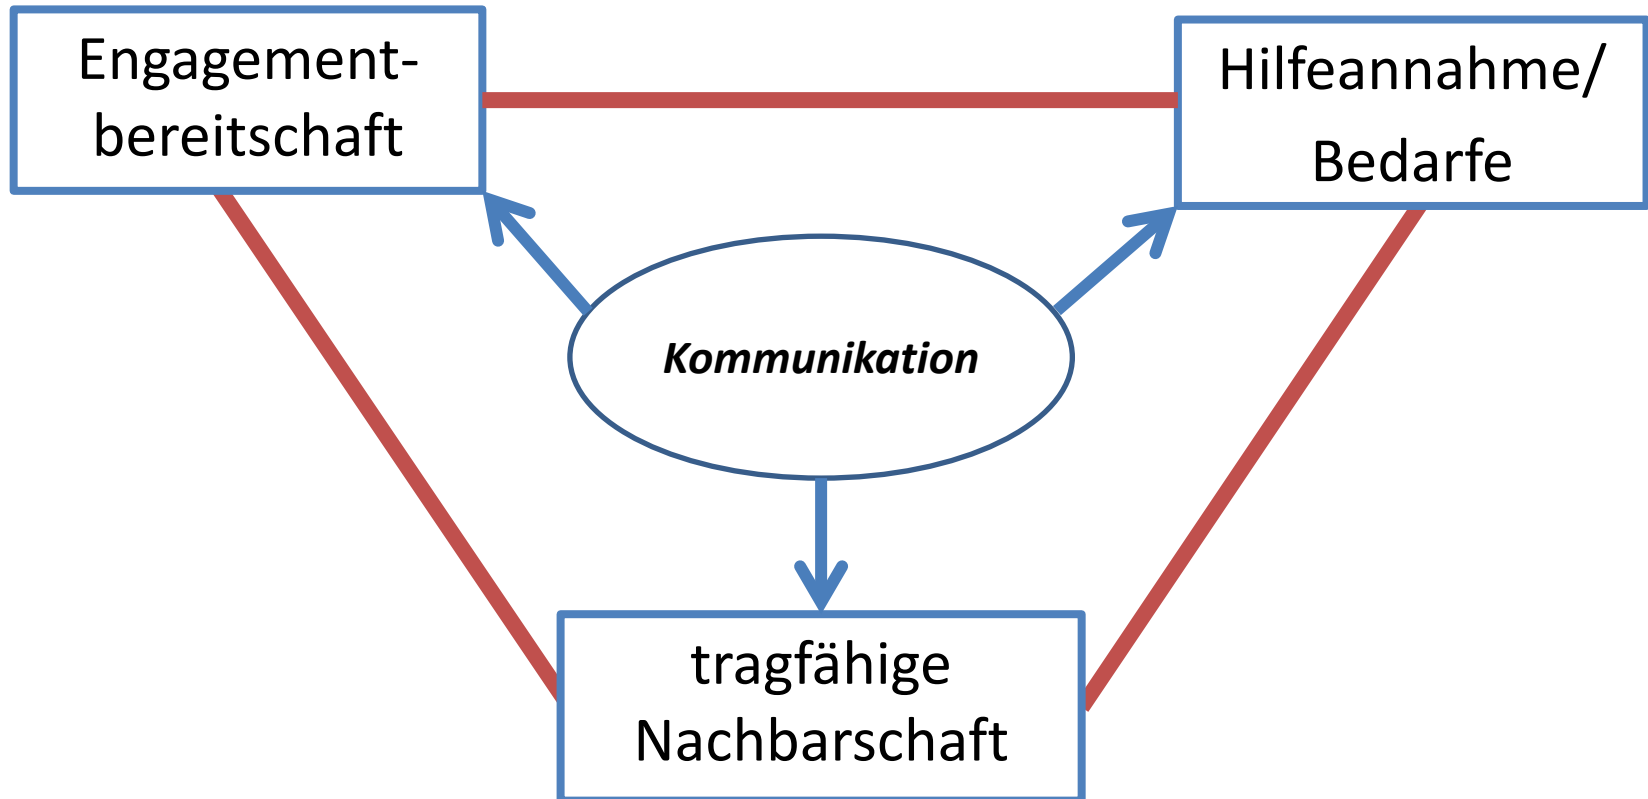 Engagement-
bereitschaft
Hilfeannahme/
Bedarfe
Kommunikation
tragfähige
Nachbarschaft